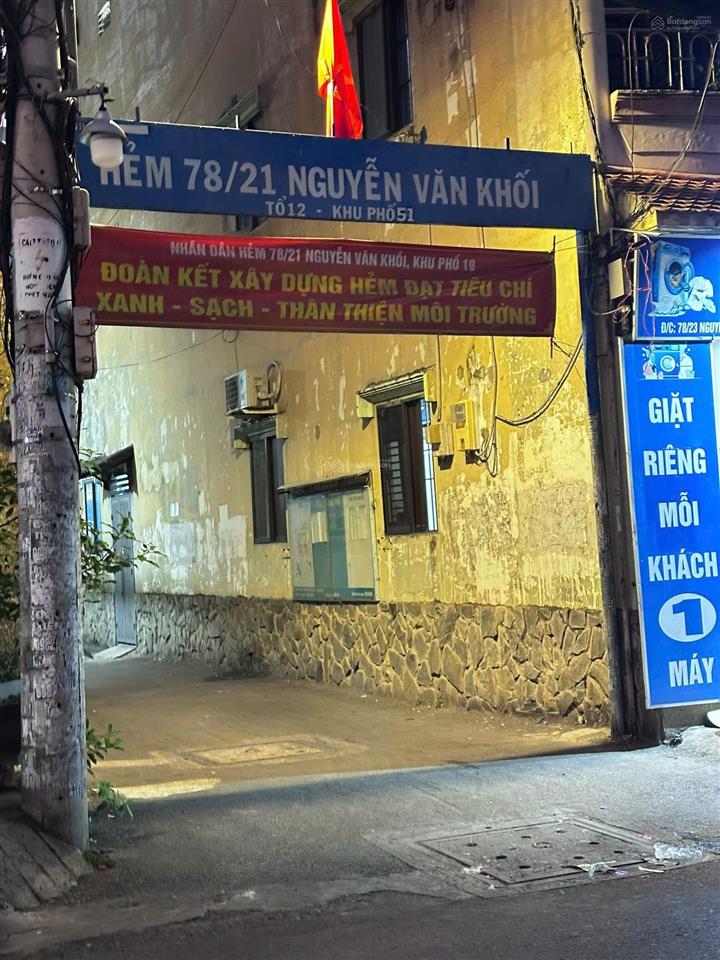 Batdongsan
HẺM 78/21 NGUYỄN VĂN KHỐI
TỔ 12 - KHU PHỐ 51
NHÂN DÂN HẺM 78/21 NGUYỄN VĂN KHỐI, KHU PHỐ 19
ĐOÀN KẾT XÂY DỰNG HẺM ĐẠT TIÊU CHÍ
XANH - SẠCH - THÂN THIỆN MÔI TRƯỜNG
Đ/C: 78/23 NGUY
GIẶT
RIÊNG
MỖI
KHÁCH
1
MÁY